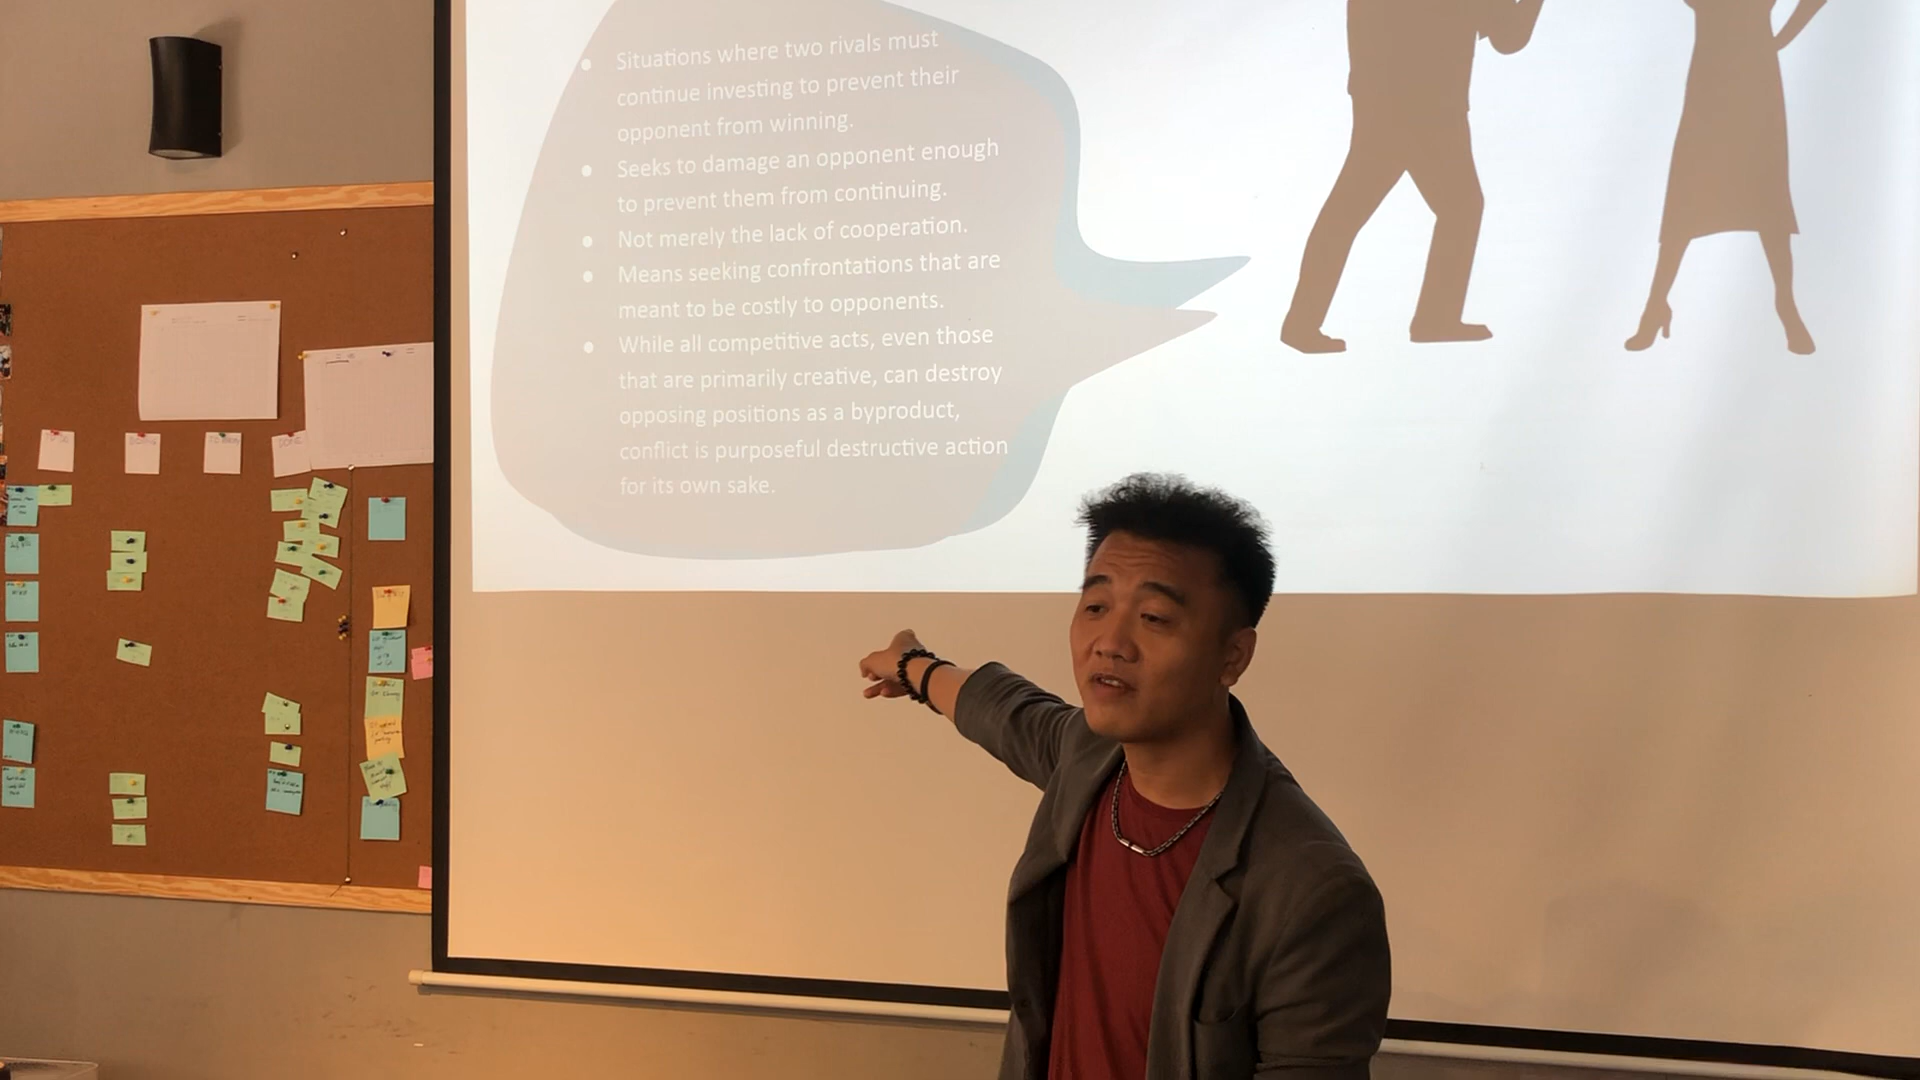 Situations where two rivals must
continue investing to prevent their
opponent from winning.
Seeks to damage an opponent enough
to prevent them from continuing.
Not merely the lack of cooperation.
Means seeking confrontations that are
meant to be costly to opponents.
While all competitive acts, even those
that are primarily creative, can destroy
opposing positions as a byproduct,
conflict is purposeful destructive action
for its own sake.